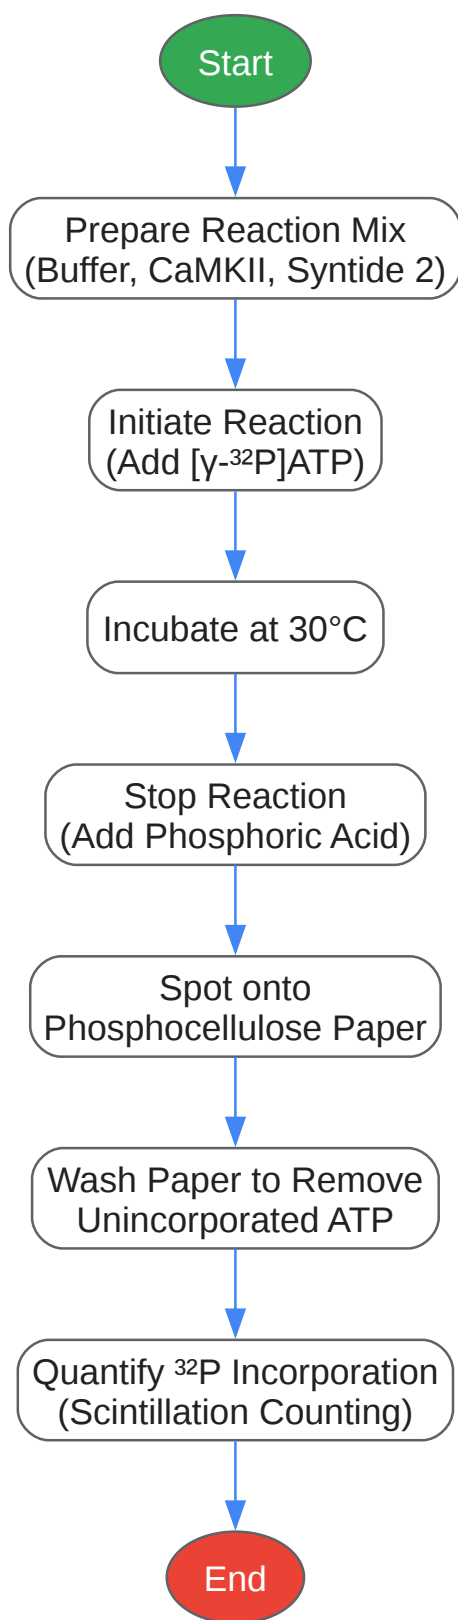 Start
Prepare Reaction Mix
(Buffer, CaMKII, Syntide 2)
Initiate Reaction
(Add [γ-³²P]ATP)
Incubate at 30°C
Stop Reaction
(Add Phosphoric Acid)
Spot onto
Phosphocellulose Paper
Wash Paper to Remove
Unincorporated ATP
Quantify ³²P Incorporation
(Scintillation Counting)
End